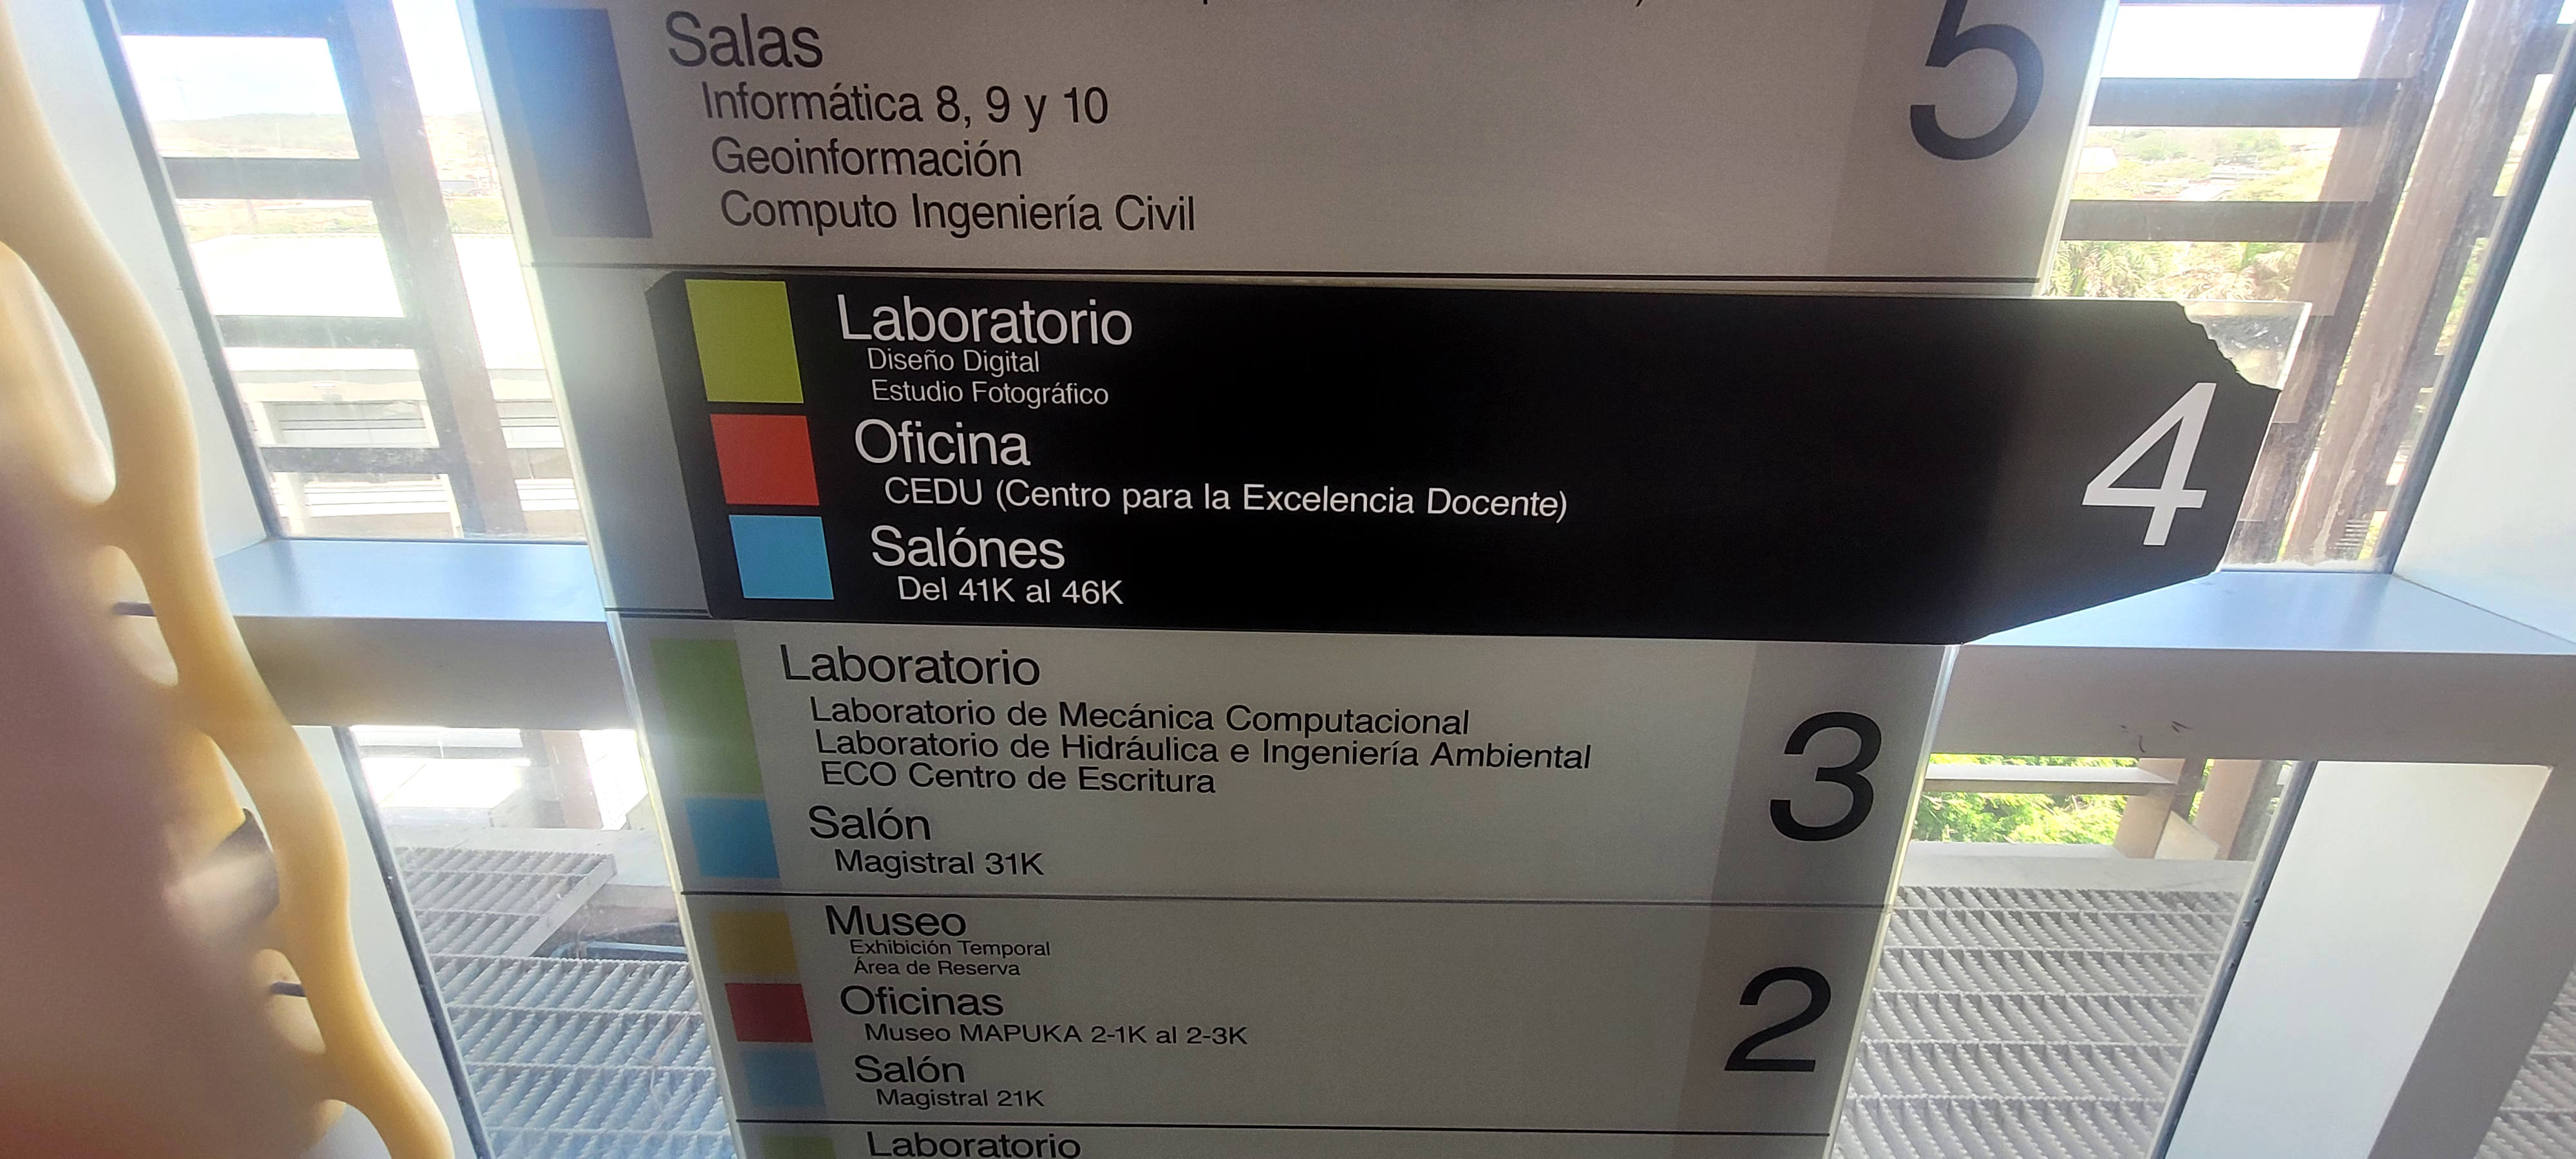 Salas
Informática 8, 9 y 10
Geoinformación
Computo Ingeniería Civil
5
Laboratorio
Diseño Digital
Estudio Fotográfico
Oficina
CEDU (Centro para la Excelencia Docente)
Salónes
Del 41K al 46K
4
Laboratorio
Laboratorio de Mecánica Computacional
Laboratorio de Hidráulica e Ingeniería Ambiental
ECO Centro de Escritura
Salón
Magistral 31K
3
Museo
Exhibición Temporal
Área de Reserva
Oficinas
Museo MAPUKA 2-1K al 2-3K
Salón
Magistral 21K
2
Laboratorio